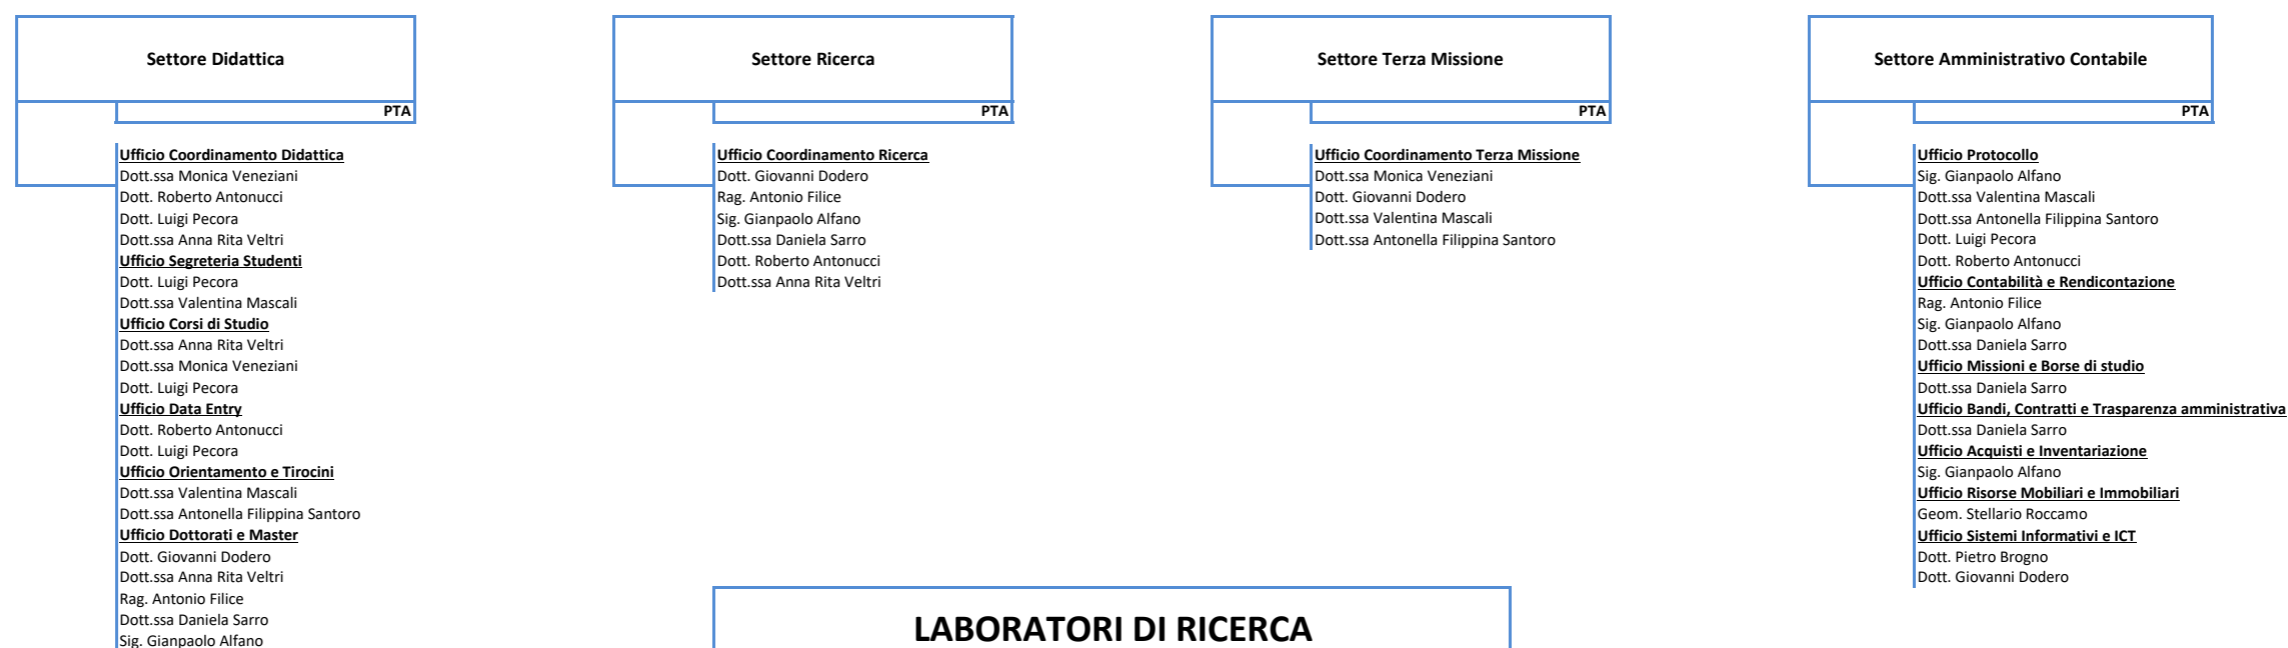 Settore Didattica
PTA
Ufficio Coordinamento Didattica
Dott.ssa Monica Veneziani
Dott. Roberto Antonucci
Dott. Luigi Pecora
Dott.ssa Anna Rita Veltri
Ufficio Segreteria Studenti
Dott. Luigi Pecora
Dott.ssa Valentina Mascali
Ufficio Corsi di Studio
Dott.ssa Anna Rita Veltri
Dott.ssa Monica Veneziani
Dott. Luigi Pecora
Ufficio Data Entry
Dott. Roberto Antonucci
Dott. Luigi Pecora
Ufficio Orientamento e Tirocini
Dott.ssa Valentina Mascali
Dott.ssa Antonella Filippina Santoro
Ufficio Dottorati e Master
Dott. Giovanni Dodero
Dott.ssa Anna Rita Veltri
Rag. Antonio Filice
Dott.ssa Daniela Sarro
Sig. Gianpaolo Alfano
Settore Ricerca
PTA
Ufficio Coordinamento Ricerca
Dott. Giovanni Dodero
Rag. Antonio Filice
Sig. Gianpaolo Alfano
Dott.ssa Daniela Sarro
Dott. Roberto Antonucci
Dott.ssa Anna Rita Veltri
Settore Terza Missione
PTA
Ufficio Coordinamento Terza Missione
Dott.ssa Monica Veneziani
Dott. Giovanni Dodero
Dott.ssa Valentina Mascali
Dott.ssa Antonella Filippina Santoro
Settore Amministrativo Contabile
PTA
Ufficio Protocollo
Sig. Gianpaolo Alfano
Dott.ssa Valentina Mascali
Dott.ssa Antonella Filippina Santoro
Dott. Luigi Pecora
Dott. Roberto Antonucci
Ufficio Contabilità e Rendicontazione
Rag. Antonio Filice
Sig. Gianpaolo Alfano
Dott.ssa Daniela Sarro
Ufficio Missioni e Borse di studio
Dott.ssa Daniela Sarro
Ufficio Bandi, Contratti e Trasparenza amministrativa
Dott.ssa Daniela Sarro
Ufficio Acquisti e Inventariazione
Sig. Gianpaolo Alfano
Ufficio Risorse Mobiliari e Immobiliari
Geom. Stellario Roccamo
Ufficio Sistemi Informativi e ICT
Dott. Pietro Brogno
Dott. Giovanni Dodero
LABORATORI DI RICERCA